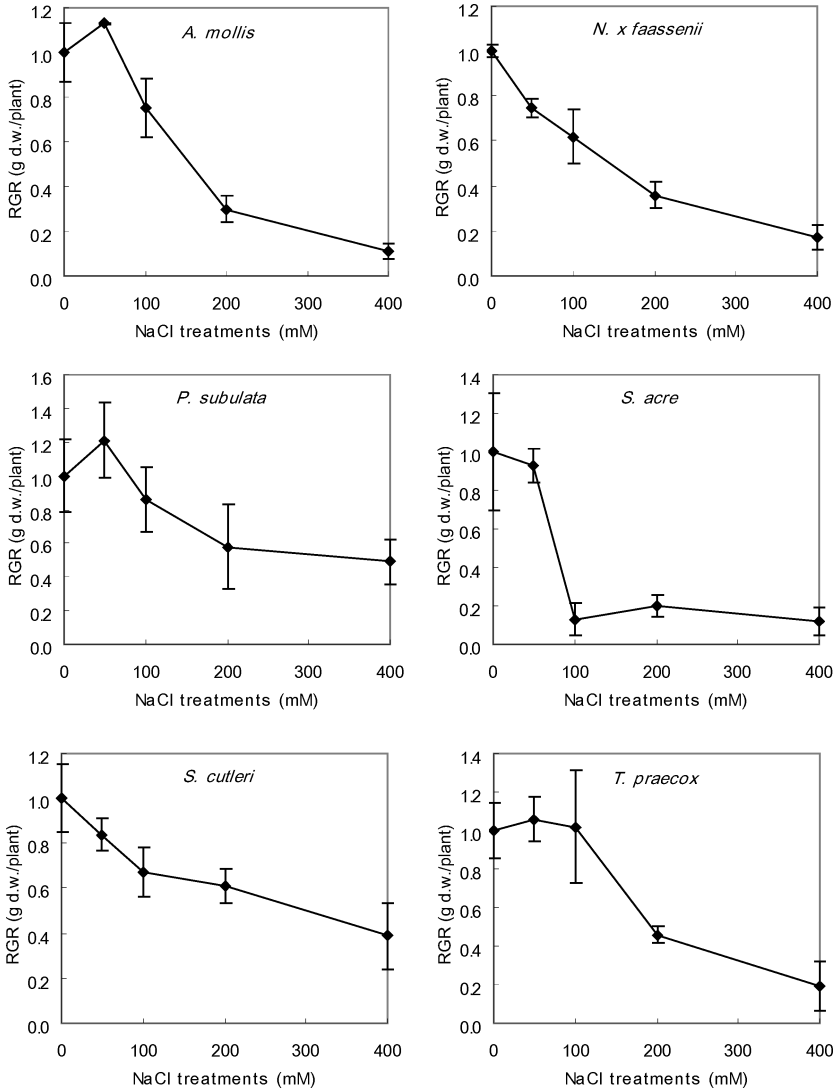 A. mollis
RGR (g d.w./plant)
1.2
1.0
0.8
0.6
0.4
0.2
0.0
0 100 200 300 400
NaCl treatments (mM)
N. x faassenii
RGR (g d.w./plant)
1.2
1.0
0.8
0.6
0.4
0.2
0.0
0 100 200 300 400
NaCl treatments (mM)
P. subulata
RGR (g d.w./plant)
1.6
1.4
1.2
1.0
0.8
0.6
0.4
0.2
0.0
0 100 200 300 400
NaCl treatments (mM)
S. acre
RGR (g d.w./plant)
1.4
1.2
1.0
0.8
0.6
0.4
0.2
0.0
0 100 200 300 400
NaCl treatments (mM)
S. cutleri
RGR (g d.w./plant)
1.2
1.0
0.8
0.6
0.4
0.2
0.0
0 100 200 300 400
NaCl treatments (mM)
T. praecox
RGR (g d.w./plant)
1.4
1.2
1.0
0.8
0.6
0.4
0.2
0.0
0 100 200 300 400
NaCl treatments (mM)